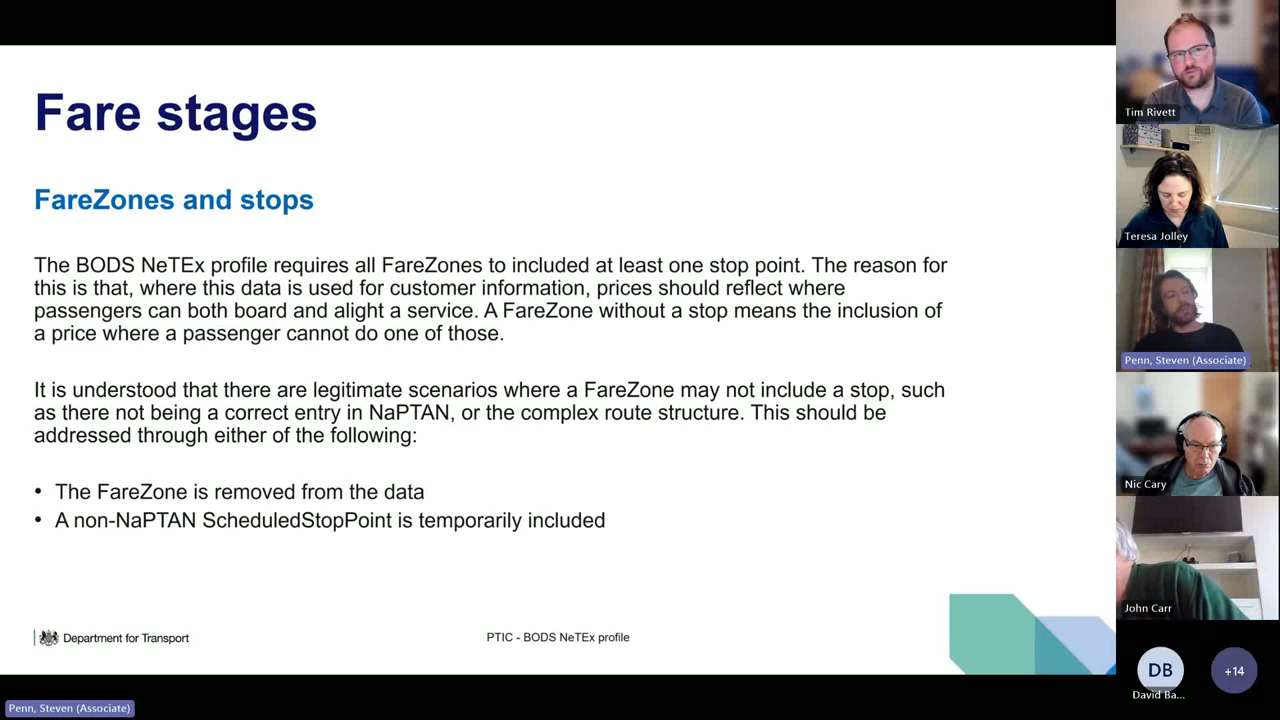 Fare stages
FareZones and stops
The BODS NeTEx profile requires all FareZones to included at least one stop point. The reason for
this is that, where this data is used for customer information, prices should reflect where
passengers can both board and alight a service. A FareZone without a stop means the inclusion of
a price where a passenger cannot do one of those.
It is understood that there are legitimate scenarios where a FareZone may not include a stop, such
as there not being a correct entry in NaPTAN, or the complex route structure. This should be
addressed through either of the following:
• The FareZone is removed from the data
• A non-NaPTAN ScheduledStopPoint is temporarily included
Department for Transport
PTIC - BODS NeTEx profile
Penn, Steven (Associate)
Tim Rivett
Teresa Jolley
Penn, Steven (Associate)
Nic Cary
John Carr
DB
David Ba...
+14